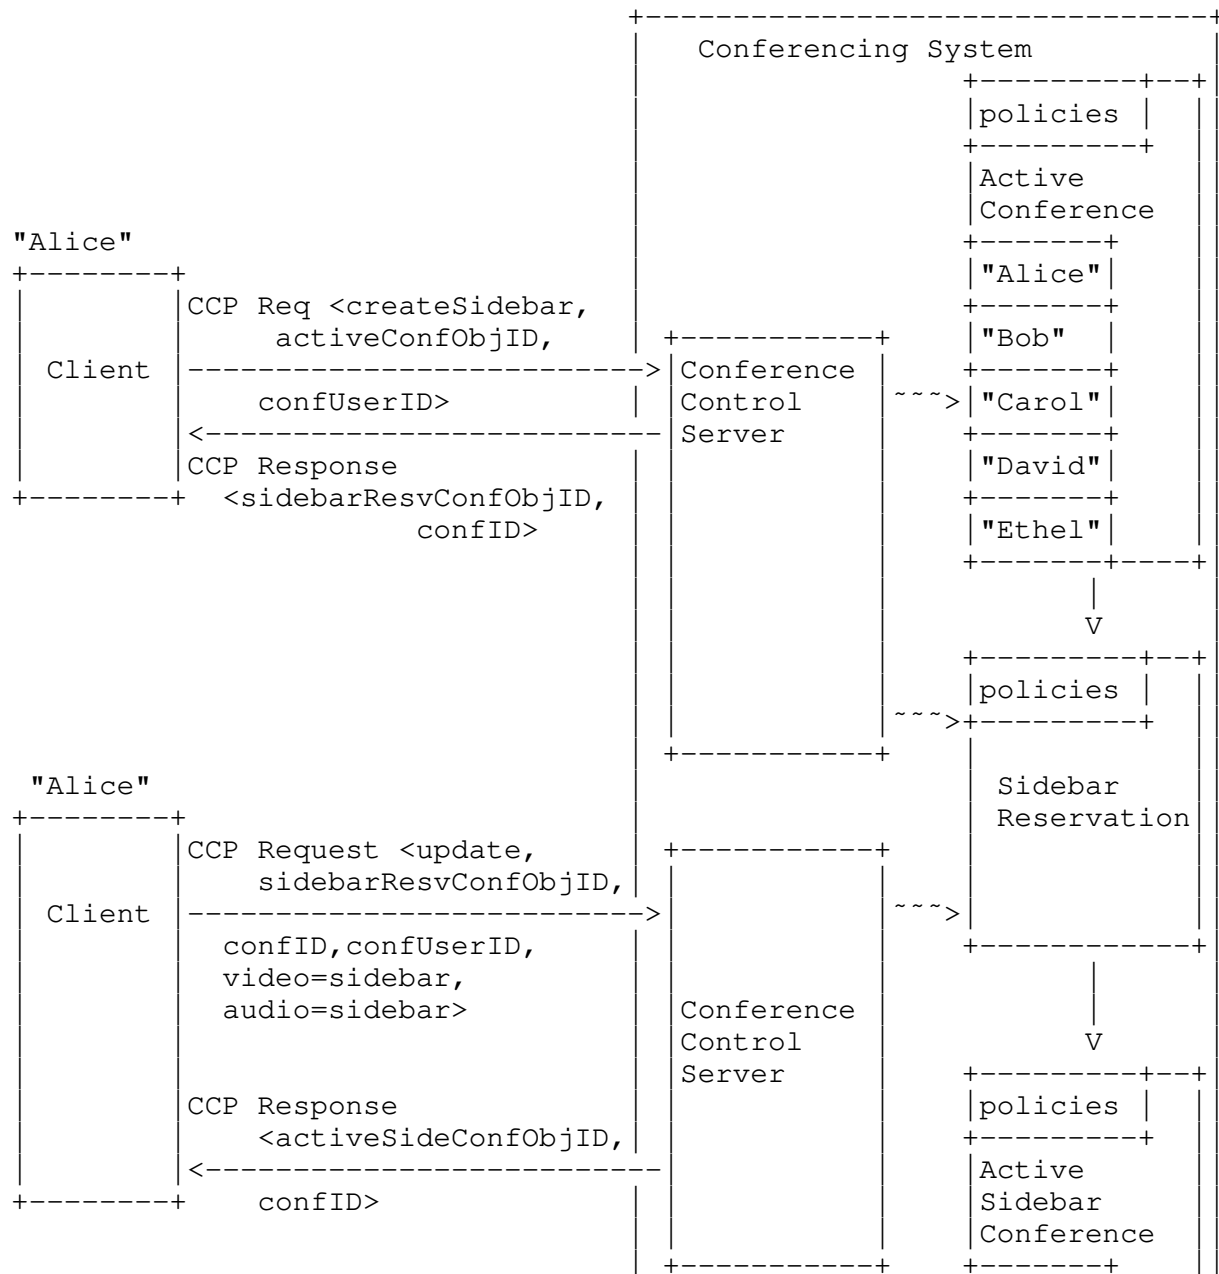 Conferencing System
policies
Active
Conference
"Alice"
"Alice"
CCP Req <createSidebar,
activeConfObjID,
"Bob"
Client
Conference
confUserID>
Control
~~~>
"Carol"
Server
CCP Response
"David"
<sidebarResvConfObjID,
confID>
"Ethel"
V
policies
~~~>
"Alice"
Sidebar
Reservation
CCP Request <update,
sidebarResvConfObjID,
Client
~~~>
confID,confUserID,
video=sidebar,
audio=sidebar>
Conference
Control
V
Server
CCP Response
policies
<activeSideConfObjID,
Active
confID>
Sidebar
Conference